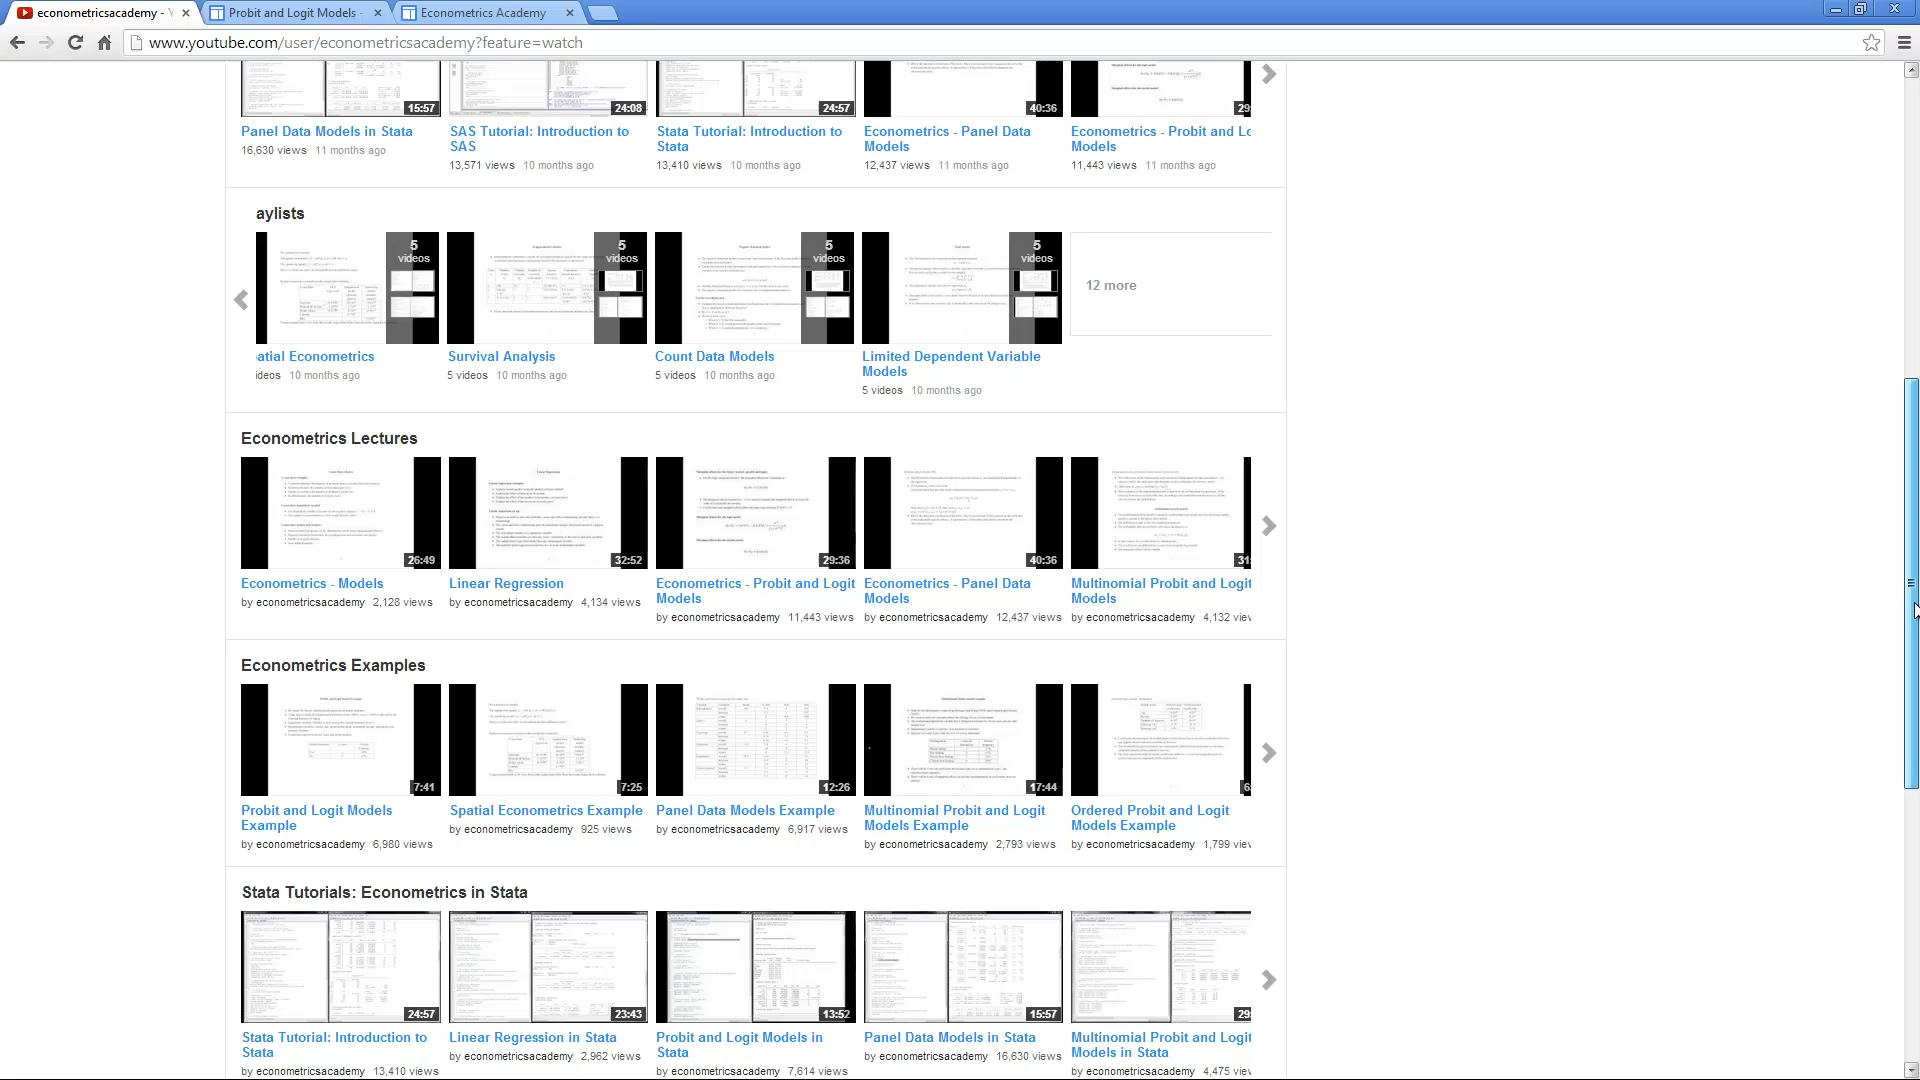 econometricsacademy -
Probit and Logit Models -
Econometrics Academy
www.youtube.com/user/econometricsacademy?feature=watch
15:57
24:08
24:57
40:36
29
Panel Data Models in Stata
16,630 views 11 months ago
SAS Tutorial: Introduction to
SAS
13,571 views 10 months ago
Stata Tutorial: Introduction to
Stata
13,410 views 10 months ago
Econometrics - Panel Data
Models
12,437 views 11 months ago
Econometrics - Probit and Lo
Models
11,443 views 11 months ago
aylists
5
videos
5
videos
5
videos
5
videos
12 more
atial Econometrics
ideos 10 months ago
Survival Analysis
5 videos 10 months ago
Count Data Models
5 videos 10 months ago
Limited Dependent Variable
Models
5 videos 10 months ago
Econometrics Lectures
26:49
32:52
29:36
40:36
31:
Econometrics - Models
by econometricsacademy 2,128 views
Linear Regression
by econometricsacademy 4,134 views
Econometrics - Probit and Logit
Models
by econometricsacademy 11,443 views
Econometrics - Panel Data
Models
by econometricsacademy 12,437 views
Multinomial Probit and Logit
Models
by econometricsacademy 4,132 view
Econometrics Examples
7:41
7:25
12:26
17:44
6:
Probit and Logit Models
Example
by econometricsacademy 6,980 views
Spatial Econometrics Example
by econometricsacademy 925 views
Panel Data Models Example
by econometricsacademy 6,917 views
Multinomial Probit and Logit
Models Example
by econometricsacademy 2,793 views
Ordered Probit and Logit
Models Example
by econometricsacademy 1,799 view
Stata Tutorials: Econometrics in Stata
24:57
23:43
13:52
15:57
29:
Stata Tutorial: Introduction to
Stata
by econometricsacademy 13,410 views
Linear Regression in Stata
by econometricsacademy 2,962 views
Probit and Logit Models in
Stata
by econometricsacademy 7,614 views
Panel Data Models in Stata
by econometricsacademy 16,630 views
Multinomial Probit and Logit
Models in Stata
by econometricsacademy 4,475 view